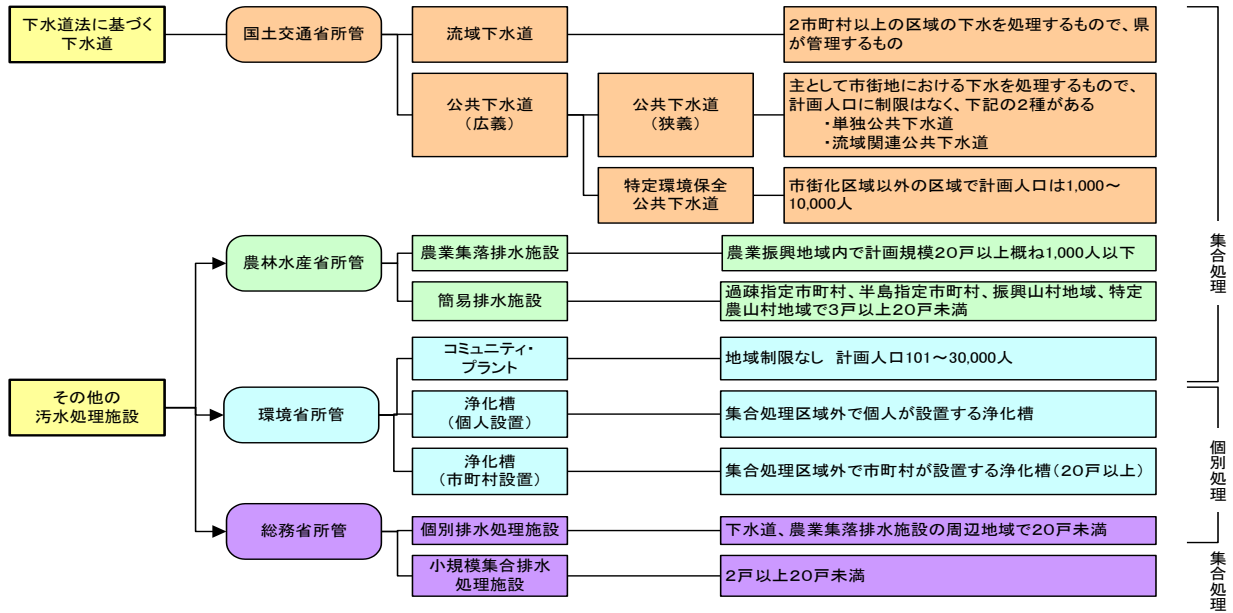 下水道法に基づく
下水道
国土交通省所管
流域下水道
2市町村以上の区域の下水を処理するもので、県
が管理するもの
公共下水道
（広義）
公共下水道
（狭義）
主として市街地における下水を処理するもので、
計画人口に制限はなく、下記の2種がある
・単独公共下水道
・流域関連公共下水道
特定環境保全
公共下水道
市街化区域以外の区域で計画人口は1,000～
10,000人
集合処理
農林水産省所管
農業集落排水施設
農業振興地域内で計画規模20戸以上概ね1,000人以下
簡易排水施設
過疎指定市町村、半島指定市町村、振興山村地域、特定
農山村地域で3戸以上20戸未満
その他の
汚水処理施設
環境省所管
コミュニティ・
プラント
地域制限なし 計画人口101～30,000人
浄化槽
（個人設置）
集合処理区域外で個人が設置する浄化槽
浄化槽
（市町村設置）
集合処理区域外で市町村が設置する浄化槽（20戸以上）
個別処理
総務省所管
個別排水処理施設
下水道、農業集落排水施設の周辺地域で20戸未満
小規模集合排水
処理施設
2戸以上20戸未満
集合処理